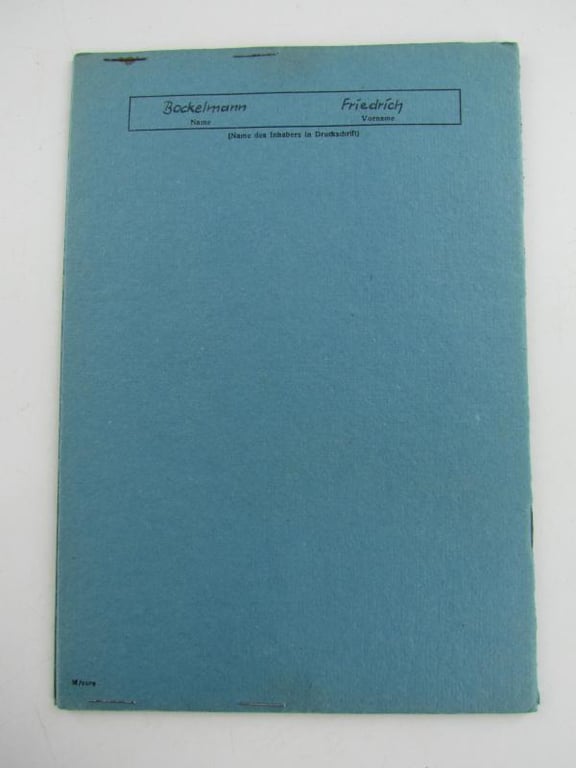 Bockelmann Friedrich
Name Vorname
(Name des Inhabers in Druckschrift)